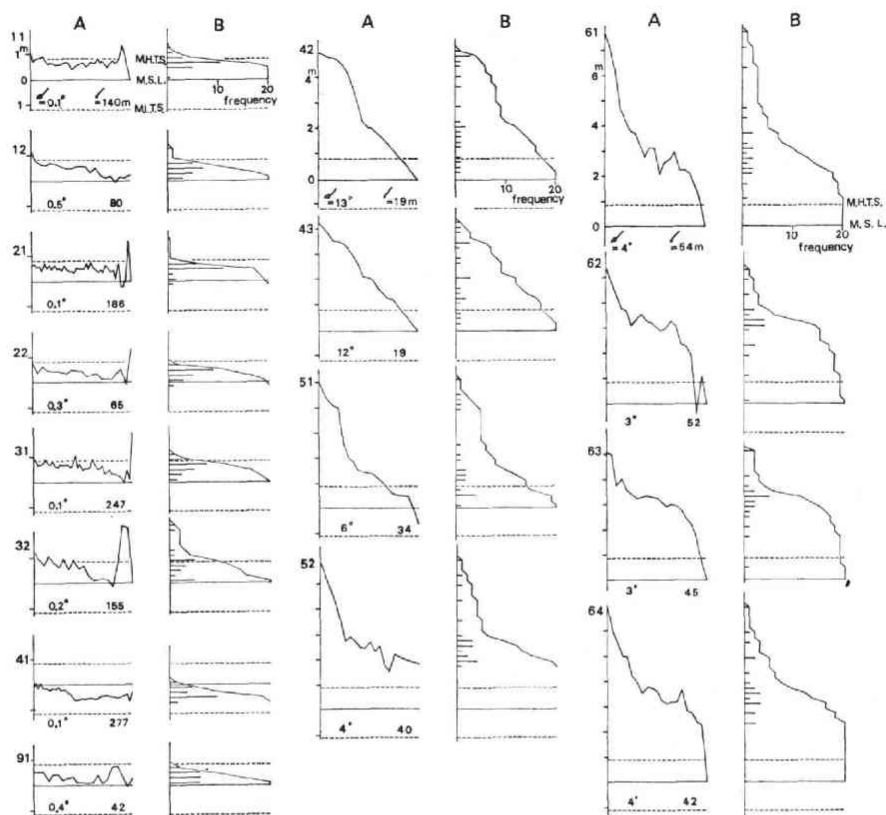 A B
11
1 m
0
1
M.H.T.S.
M.S.L.
M.L.T.S.
=0.1° =140m
0 10 20
frequency
12
0.5° 80
21
0.1° 186
22
0.3° 65
31
0.1° 247
32
0.2° 155
41
0.1° 277
91
0.4° 42
A B
42
m
4
2
0
=13° =19m
0 10 20
frequency
43
12° 19
51
6° 34
52
4° 40
A B
61
m
6
4
2
0
M.H.T.S.
M.S.L.
=4° =54m
0 10 20
frequency
62
3° 52
63
3° 45
64
4° 42